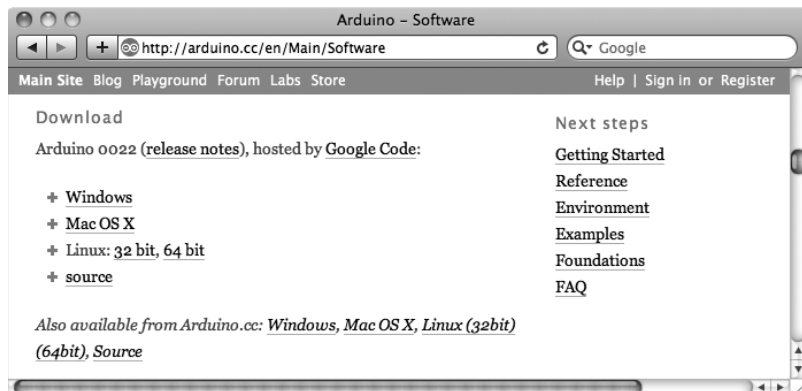 Arduino – Software
http://arduino.cc/en/Main/Software
Google
Main Site Blog Playground Forum Labs Store
Help | Sign in or Register
Download
Arduino 0022 (release notes), hosted by Google Code:
Windows
Mac OS X
Linux: 32 bit, 64 bit
source
Also available from Arduino.cc: Windows, Mac OS X, Linux (32bit)
(64bit), Source
Next steps
Getting Started
Reference
Environment
Examples
Foundations
FAQ